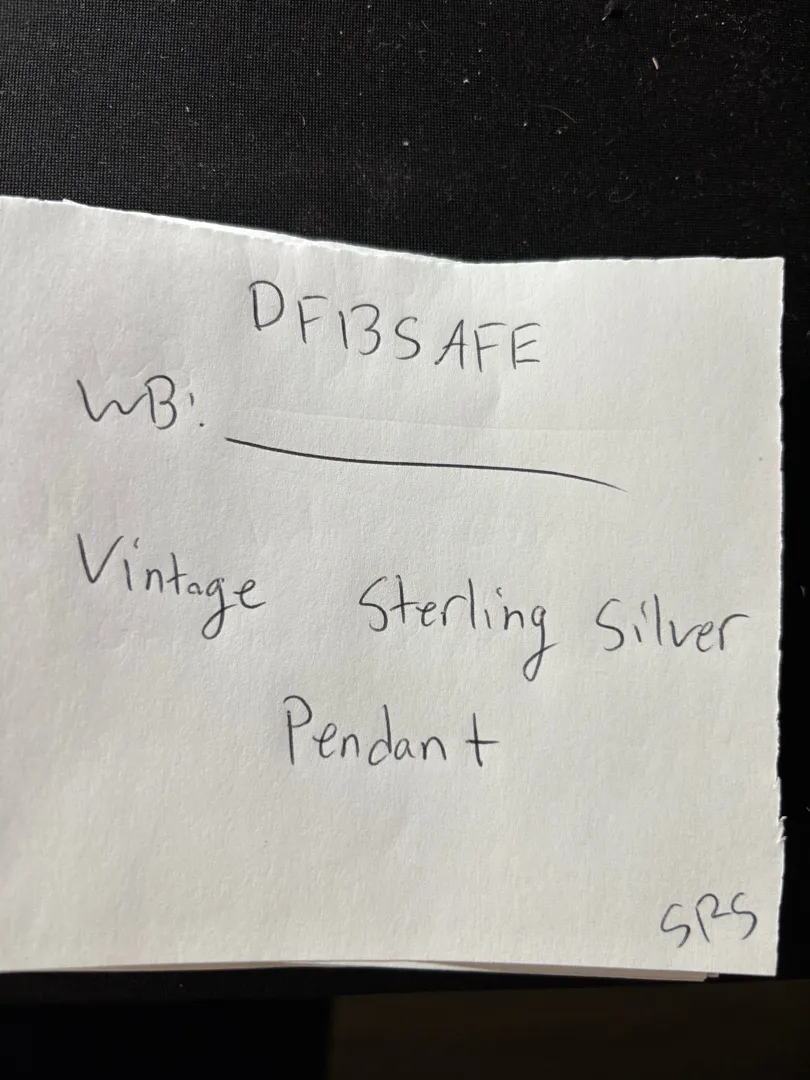 DF13SAFE
WB:
Vintage Sterling Silver
Pendant
SRS